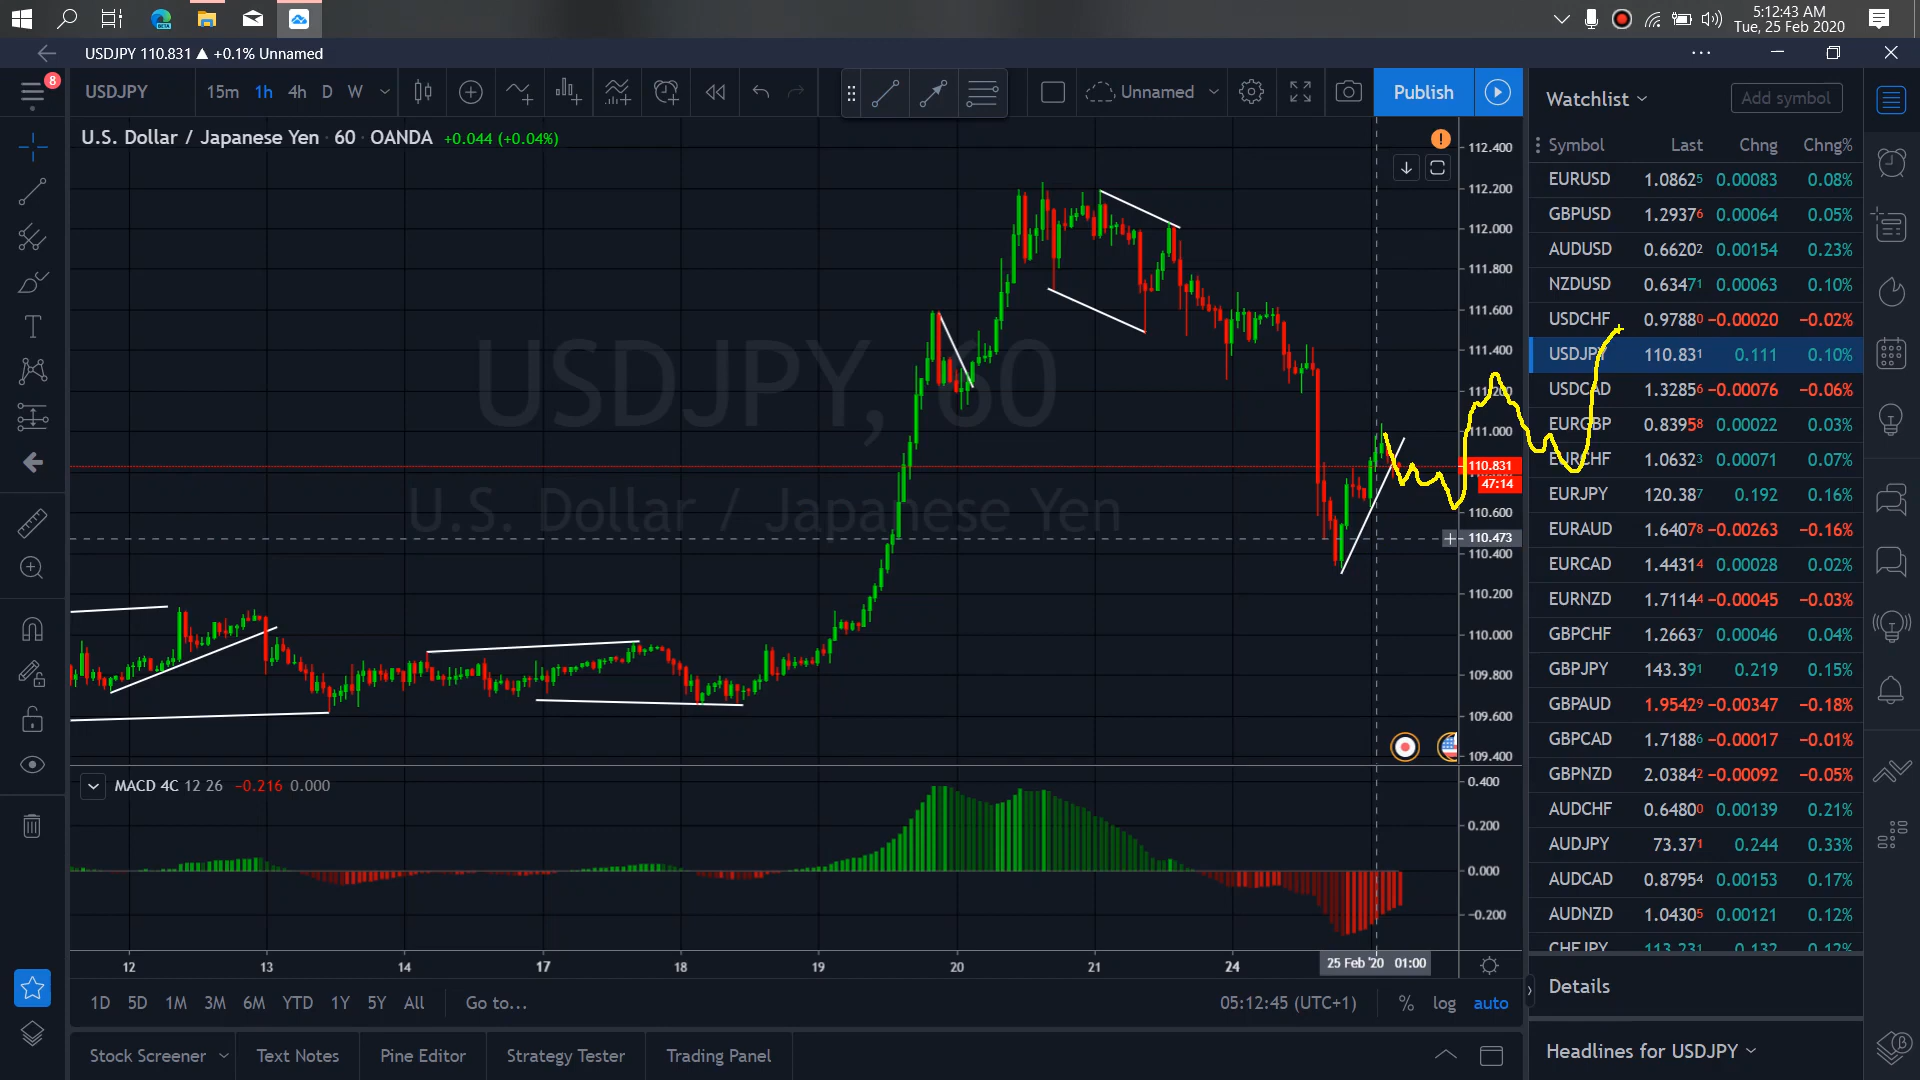 5:12:43 AM
Tue, 25 Feb 2020
USDJPY 110.831 ▲ +0.1% Unnamed
8
USDJPY 15m 1h 4h D W Unnamed Publish
U.S. Dollar / Japanese Yen · 60 · OANDA +0.044 (+0.04%)
USDJPY, 60
U.S. Dollar / Japanese Yen
112.400
112.200
112.000
111.800
111.600
111.400
111.200
111.000
110.831
47:14
110.600
110.473
110.400
110.200
110.000
109.800
109.600
109.400
MACD 4C 12 26 −0.216 0.000
0.400
0.200
0.000
−0.200
12 13 14 17 18 19 20 21 24 25 Feb '20 01:00
1D 5D 1M 3M 6M YTD 1Y 5Y All Go to... 05:12:45 (UTC+1) % log auto
Stock Screener Text Notes Pine Editor Strategy Tester Trading Panel
Watchlist Add symbol
Symbol Last Chng Chng%
EURUSD 1.08625 0.00083 0.08%
GBPUSD 1.29376 0.00064 0.05%
AUDUSD 0.66202 0.00154 0.23%
NZDUSD 0.63471 0.00063 0.10%
USDCHF 0.97880 −0.00020 −0.02%
USDJPY 110.831 0.111 0.10%
USDCAD 1.32856 −0.00076 −0.06%
EURGBP 0.83958 0.00022 0.03%
EURCHF 1.06323 0.00071 0.07%
EURJPY 120.387 0.192 0.16%
EURAUD 1.64078 −0.00263 −0.16%
EURCAD 1.44314 0.00028 0.02%
EURNZD 1.71144 −0.00045 −0.03%
GBPCHF 1.26637 0.00046 0.04%
GBPJPY 143.391 0.219 0.15%
GBPAUD 1.95429 −0.00347 −0.18%
GBPCAD 1.71886 −0.00017 −0.01%
GBPNZD 2.03842 −0.00092 −0.05%
AUDCHF 0.64800 0.00139 0.21%
AUDJPY 73.371 0.244 0.33%
AUDCAD 0.87954 0.00153 0.17%
AUDNZD 1.04305 0.00121 0.12%
CHFJPY 113.231 0.132 0.12%
Details
Headlines for USDJPY